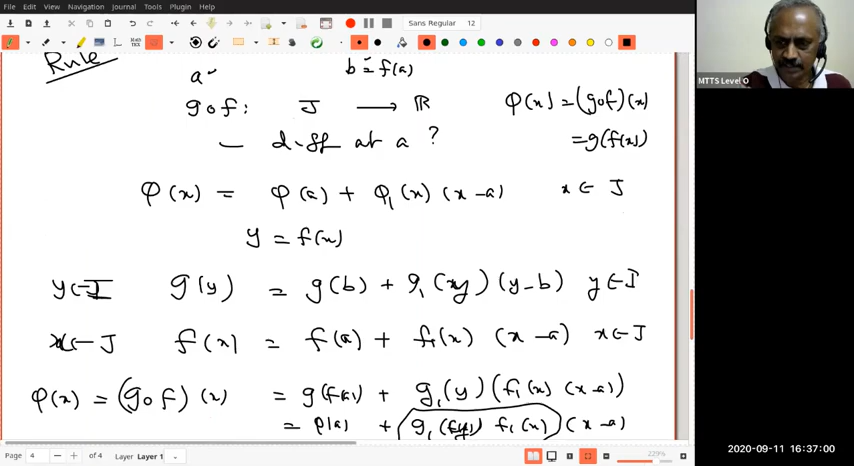 File Edit View Navigation Journal Tools Plugin Help
Sans Regular 12
Rule
a
b = f(a)
g∘f : J → ℝ
φ(x) = (g∘f)(x)
— diff at a ?
= g(f(x))
φ(x) = φ(a) + φ₁(x) (x-a) x ∈ J
y = f(x)
g(y) = g(b) + g₁(y) (y-b) y ∈ J
x ∈ J f(x) = f(a) + f₁(x) (x-a) x ∈ J
φ(x) = (g∘f)(x) = g(f(a)) + g₁(y) (f₁(x) (x-a))
= φ(a) + g₁(f(x)) f₁(x) (x-a)
MTTS Level O
2020-09-11 16:37:00
Page 4 of 4 Layer Layer 1 229%